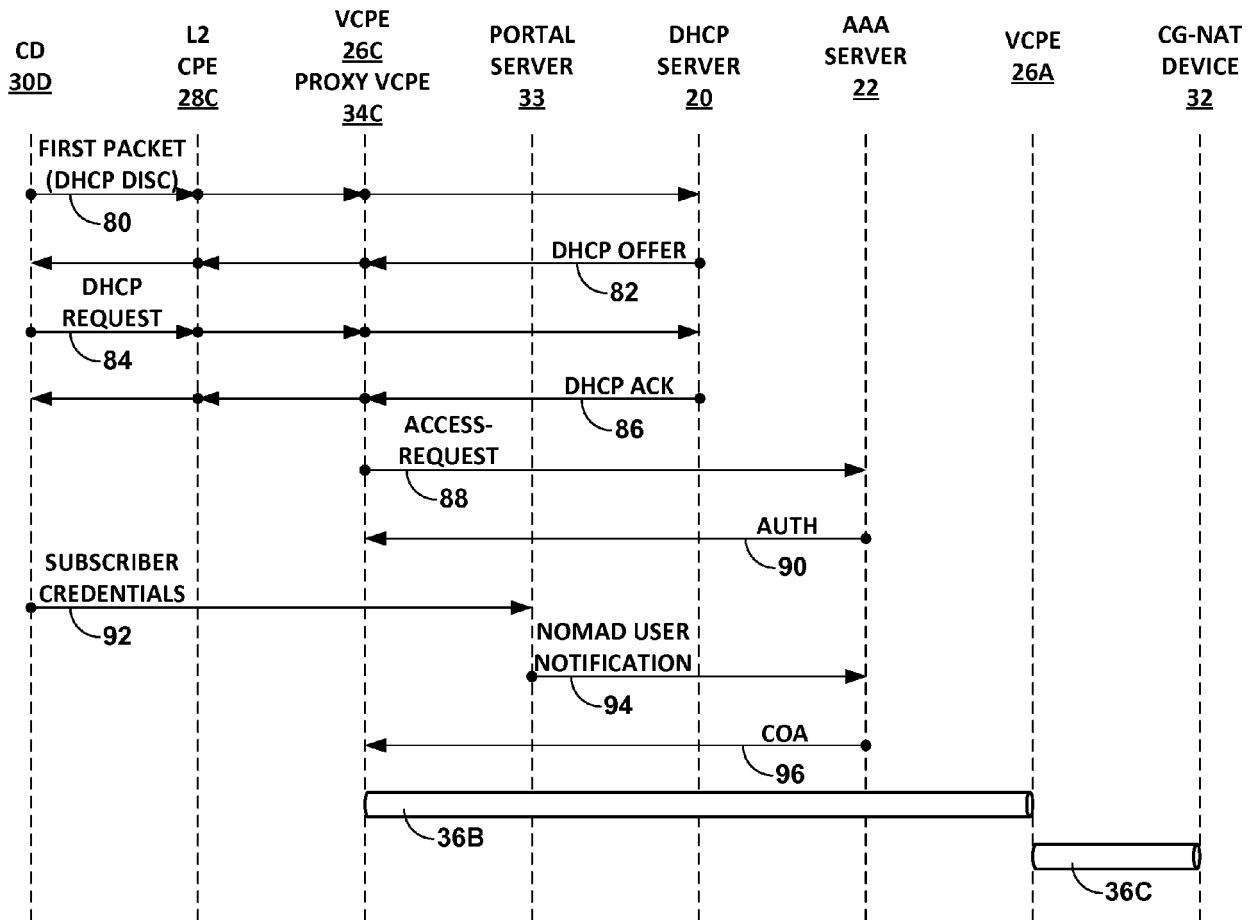 CD
30D
L2
CPE
28C
VCPE
26C
PROXY VCPE
34C
PORTAL
SERVER
33
DHCP
SERVER
20
AAA
SERVER
22
VCPE
26A
CG-NAT
DEVICE
32
FIRST PACKET
(DHCP DISC)
80
DHCP OFFER
82
DHCP
REQUEST
84
DHCP ACK
86
ACCESS-
REQUEST
88
AUTH
90
SUBSCRIBER
CREDENTIALS
92
NOMAD USER
NOTIFICATION
94
COA
96
36B
36C